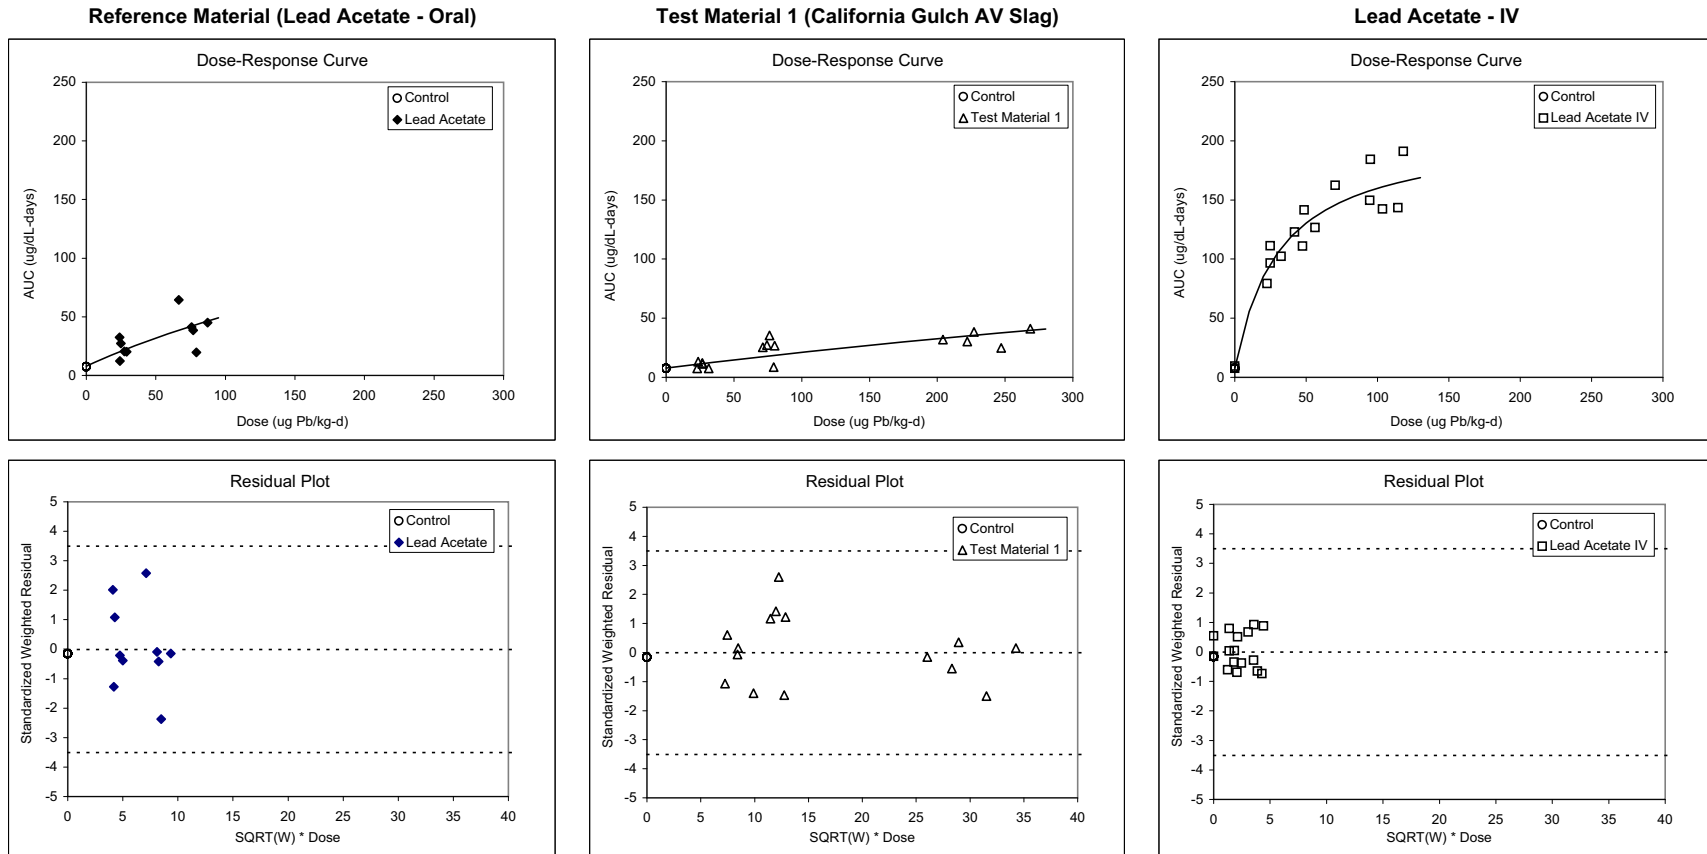 Reference Material (Lead Acetate - Oral)
Test Material 1 (California Gulch AV Slag)
Lead Acetate - IV
Dose-Response Curve
250
200
150
100
50
0
AUC (ug/dL-days)
Control
Lead Acetate
0 50 100 150 200 250 300
Dose (ug Pb/kg-d)
Dose-Response Curve
250
200
150
100
50
0
AUC (ug/dL-days)
Control
Test Material 1
0 50 100 150 200 250 300
Dose (ug Pb/kg-d)
Dose-Response Curve
250
200
150
100
50
0
AUC (ug/dL-days)
Control
Lead Acetate IV
0 50 100 150 200 250 300
Dose (ug Pb/kg-d)
Residual Plot
5
4
3
2
1
0
-1
-2
-3
-4
-5
Standardized Weighted Residual
Control
Lead Acetate
0 5 10 15 20 25 30 35 40
SQRT(W) * Dose
Residual Plot
5
4
3
2
1
0
-1
-2
-3
-4
-5
Standardized Weighted Residual
Control
Test Material 1
0 5 10 15 20 25 30 35 40
SQRT(W) * Dose
Residual Plot
5
4
3
2
1
0
-1
-2
-3
-4
-5
Standardized Weighted Residual
Control
Lead Acetate IV
0 5 10 15 20 25 30 35 40
SQRT(W) * Dose